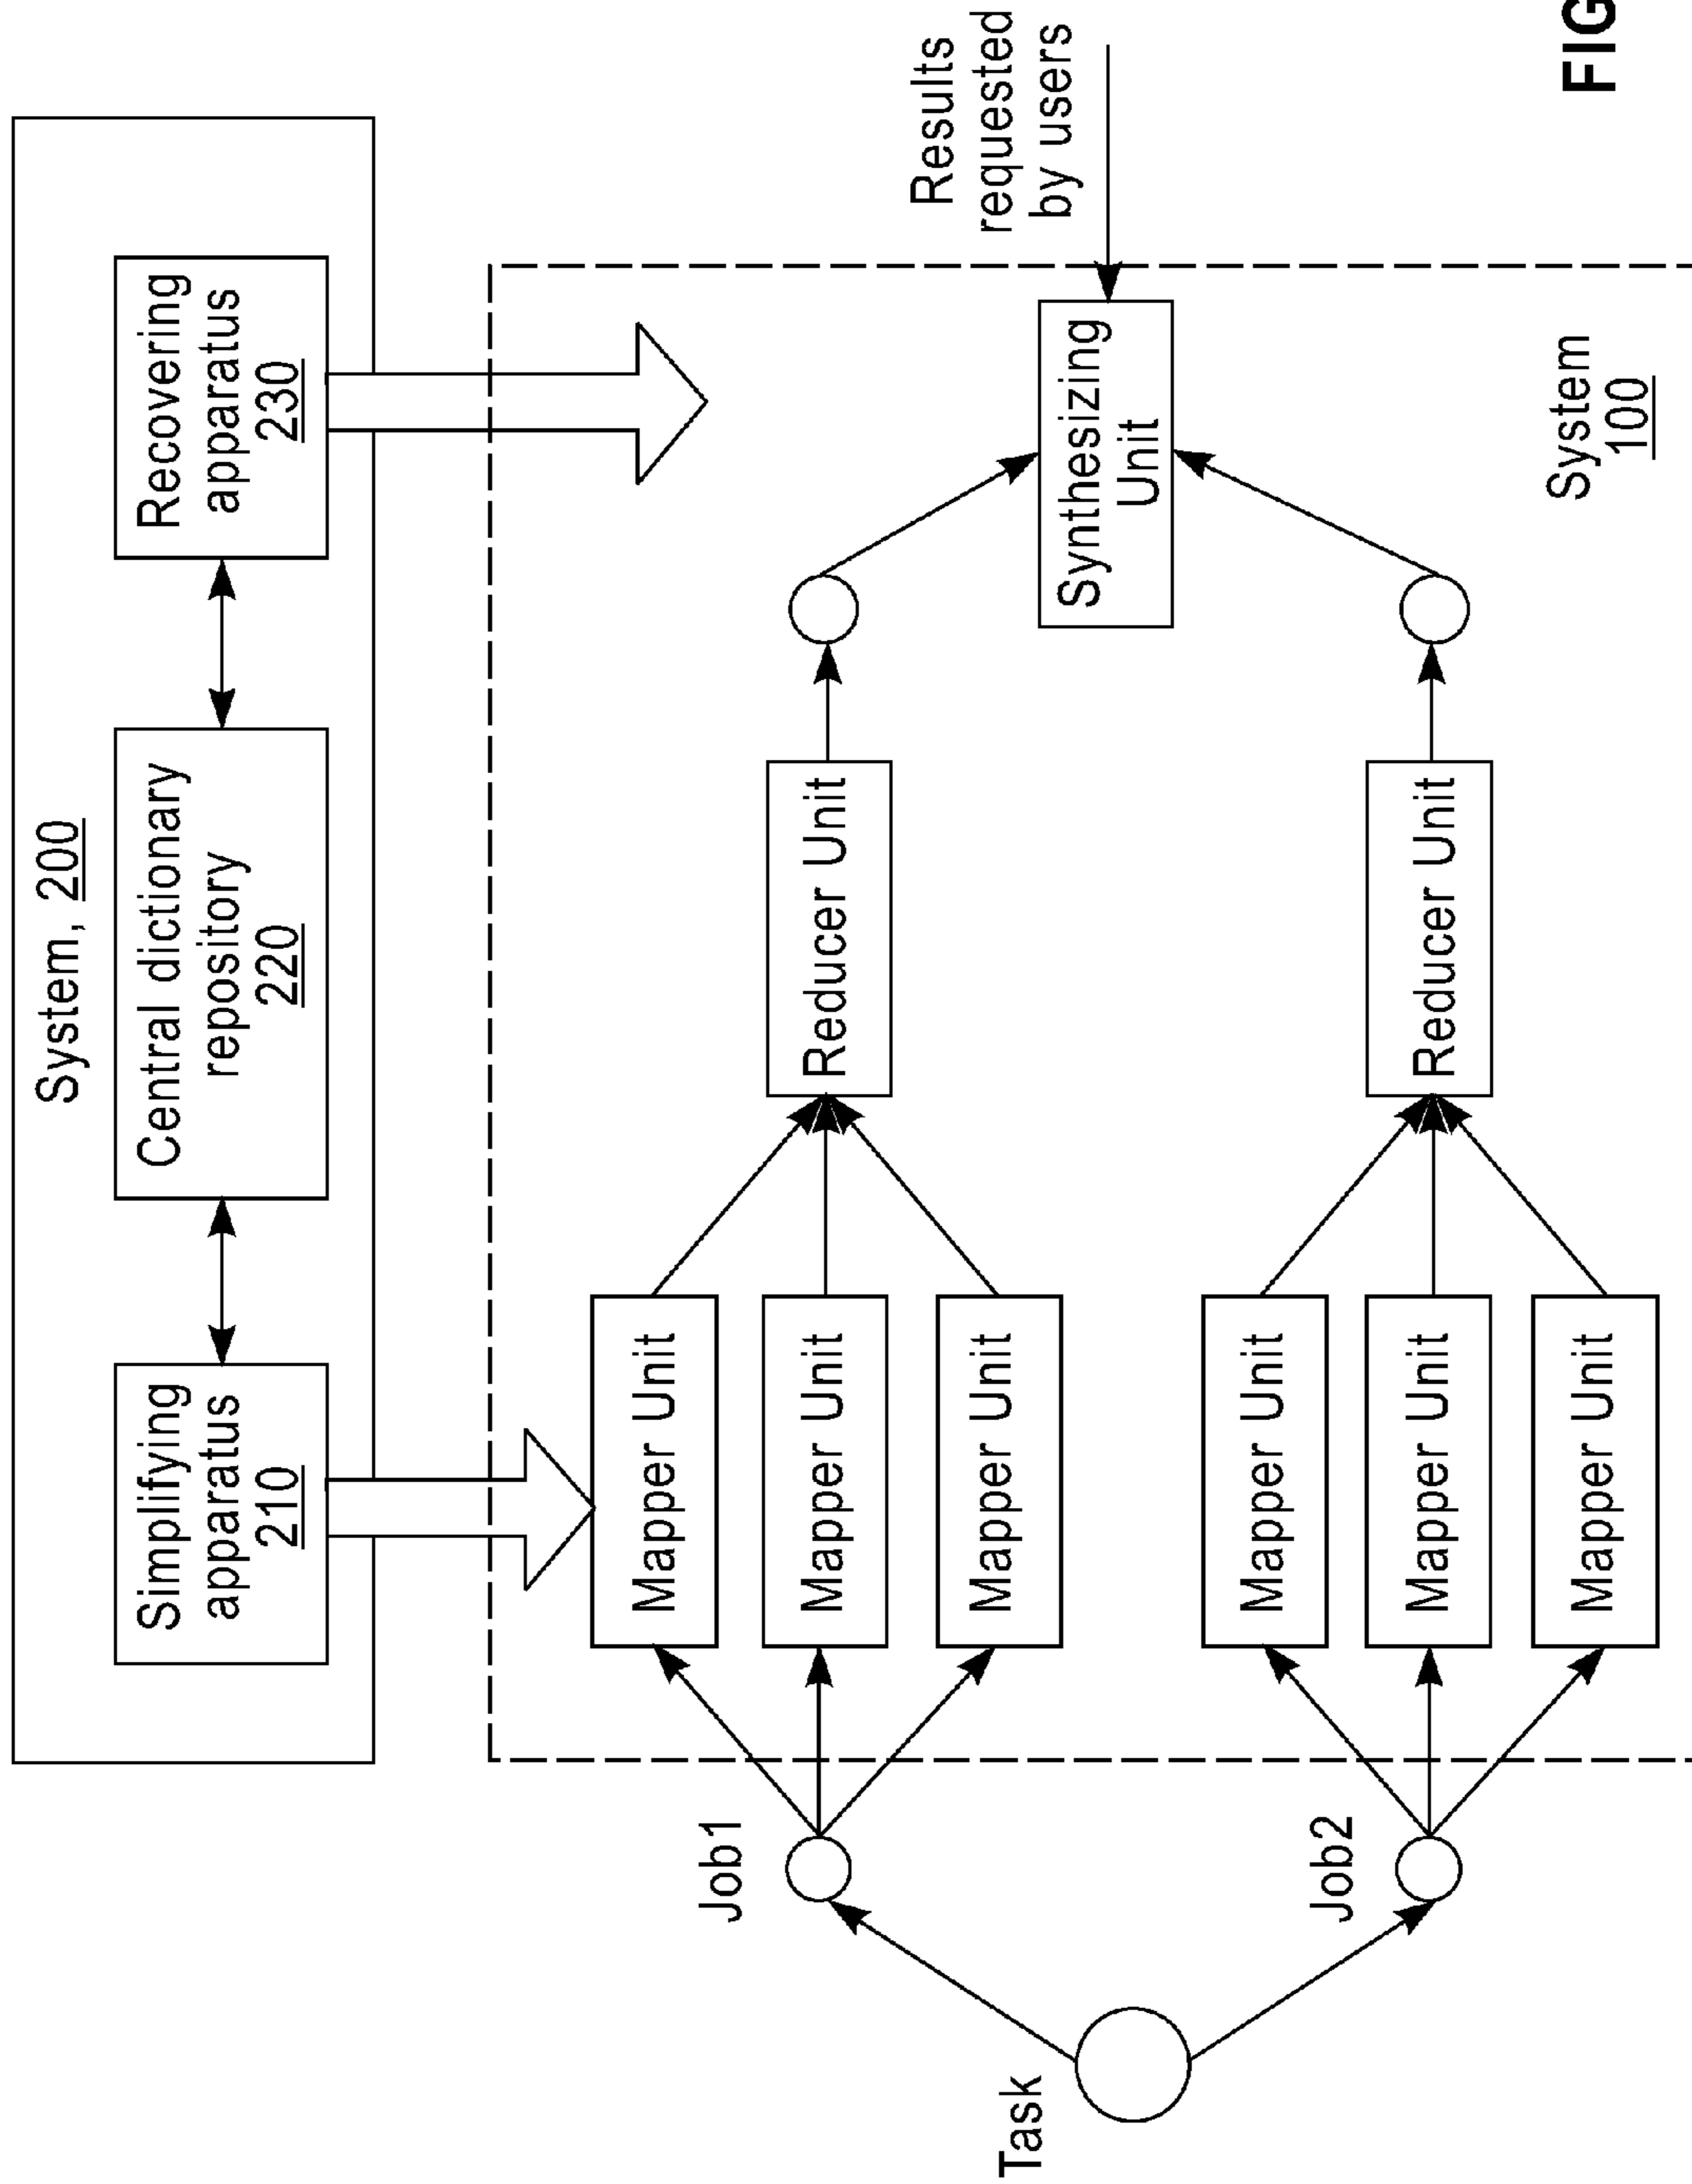 System, 200
Simplifying
apparatus
210
Central dictionary
repository
220
Recovering
apparatus
230
Task
Job1
Job2
Mapper Unit
Mapper Unit
Mapper Unit
Mapper Unit
Mapper Unit
Mapper Unit
Reducer Unit
Reducer Unit
Synthesizing
Unit
Results
requested
by users
System
100
FIG